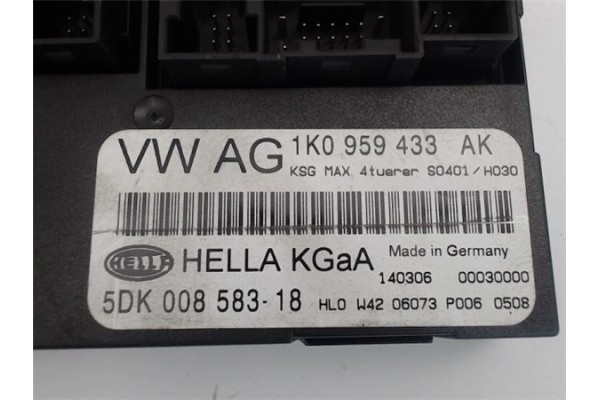 VW AG 1K0 959 433 AK
KSG MAX 4tuerer S0401/H030
HELLA HELLA KGaA Made in Germany
140306 00030000
5DK 008 583-18 HL0 W42 06073 P006 0508